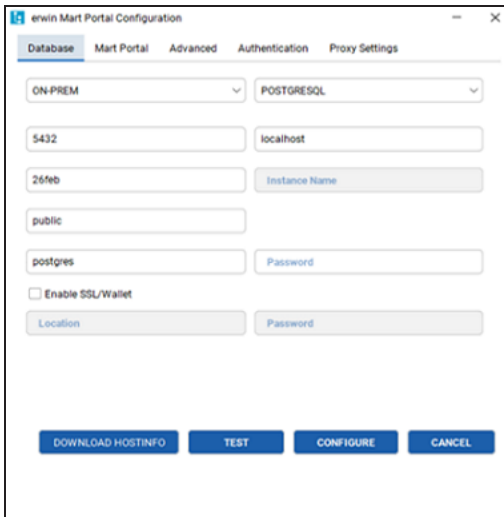 erwin Mart Portal Configuration
Database Mart Portal Advanced Authentication Proxy Settings
ON-PREM POSTGRESQL
5432 localhost
26feb Instance Name
public
postgres Password
Enable SSL/Wallet
Location Password
DOWNLOAD HOSTINFO TEST CONFIGURE CANCEL